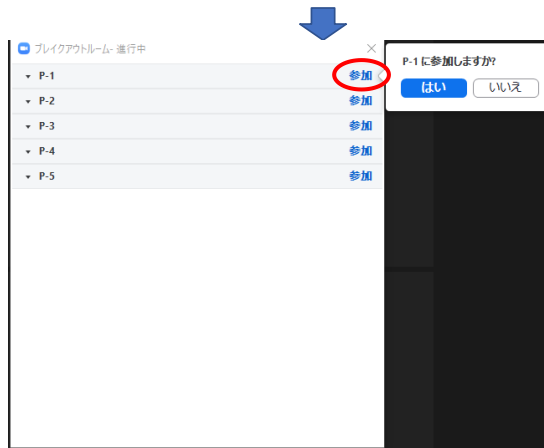 ブレイクアウトルーム- 進行中
P-1 参加
P-2 参加
P-3 参加
P-4 参加
P-5 参加
P-1 に参加しますか?
はい いいえ